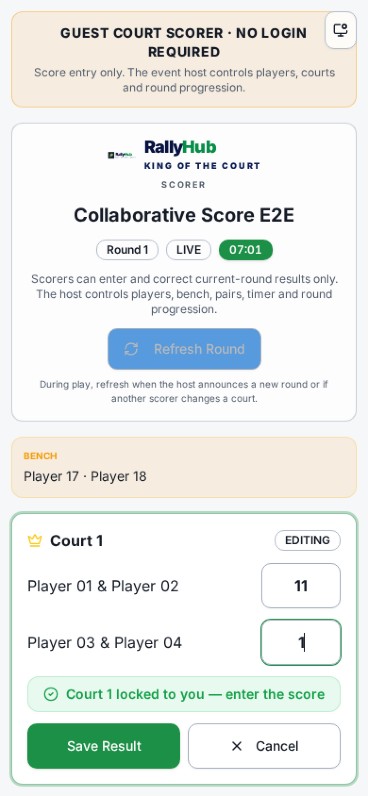 GUEST COURT SCORER · NO LOGIN
REQUIRED
Score entry only. The event host controls players, courts
and round progression.
RallyHub
RallyHub
KING OF THE COURT
SCORER
Collaborative Score E2E
Round 1
LIVE
07:01
Scorers can enter and correct current-round results only.
The host controls players, bench, pairs, timer and round
progression.
Refresh Round
During play, refresh when the host announces a new round or if
another scorer changes a court.
BENCH
Player 17 · Player 18
Court 1
EDITING
Player 01 & Player 02
11
Player 03 & Player 04
1
Court 1 locked to you — enter the score
Save Result
Cancel